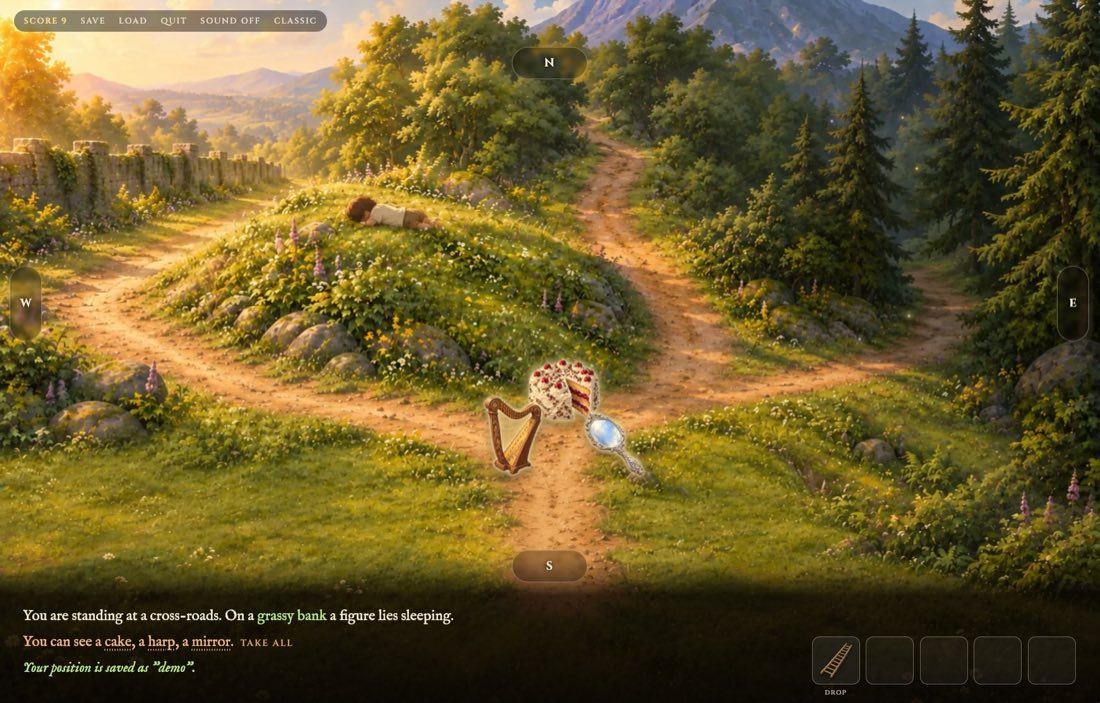 SCORE 9 SAVE LOAD QUIT SOUND OFF CLASSIC
N
W
E
S
You are standing at a cross-roads. On a grassy bank a figure lies sleeping.
You can see a cake, a harp, a mirror. TAKE ALL
Your position is saved as "demo".
DROP